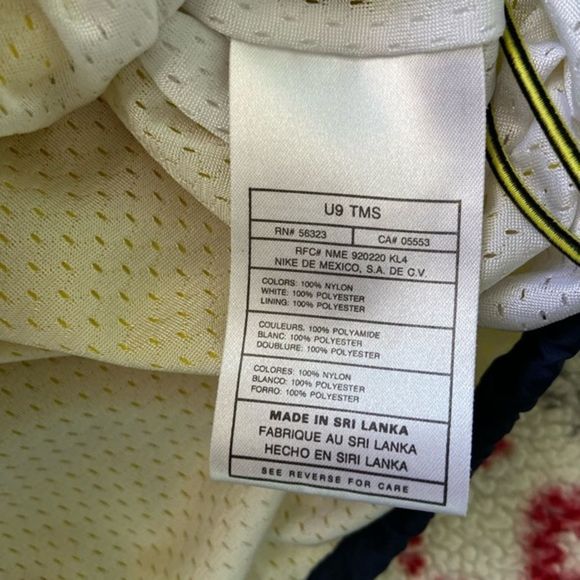 U9 TMS
RN# 56323 CA# 05553
RFC# NME 920220 KL4
NIKE DE MEXICO, S.A. DE C.V.
COLORS: 100% NYLON
WHITE: 100% POLYESTER
LINING: 100% POLYESTER
COULEURS. 100% POLYAMIDE
BLANC: 100% POLYESTER
DOUBLURE: 100% POLYESTER
COLORES: 100% NYLON
BLANCO: 100% POLYESTER
FORRO: 100% POLYESTER
MADE IN SRI LANKA
FABRIQUE AU SRI LANKA
HECHO EN SIRI LANKA
SEE REVERSE FOR CARE